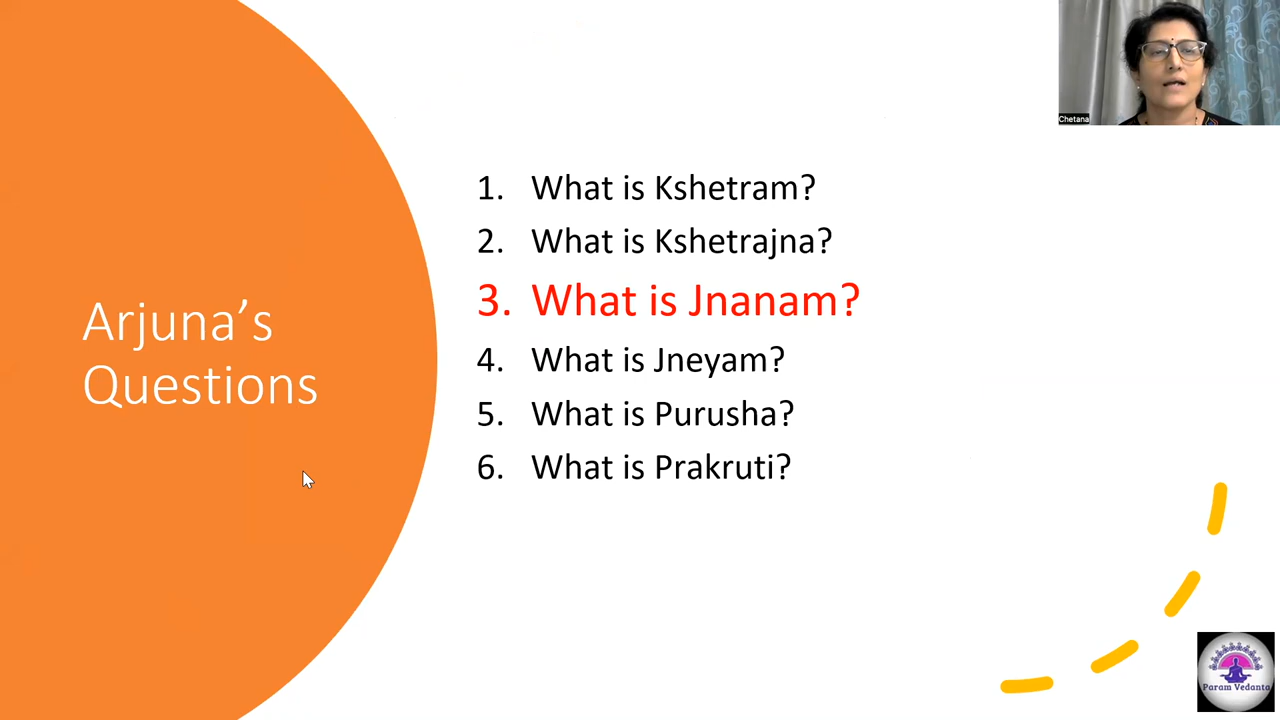 Chetana
1. What is Kshetram?
2. What is Kshetrajna?
3. What is Jnanam?
4. What is Jneyam?
5. What is Purusha?
6. What is Prakruti?
Arjuna’s
Questions
Param Vedanta